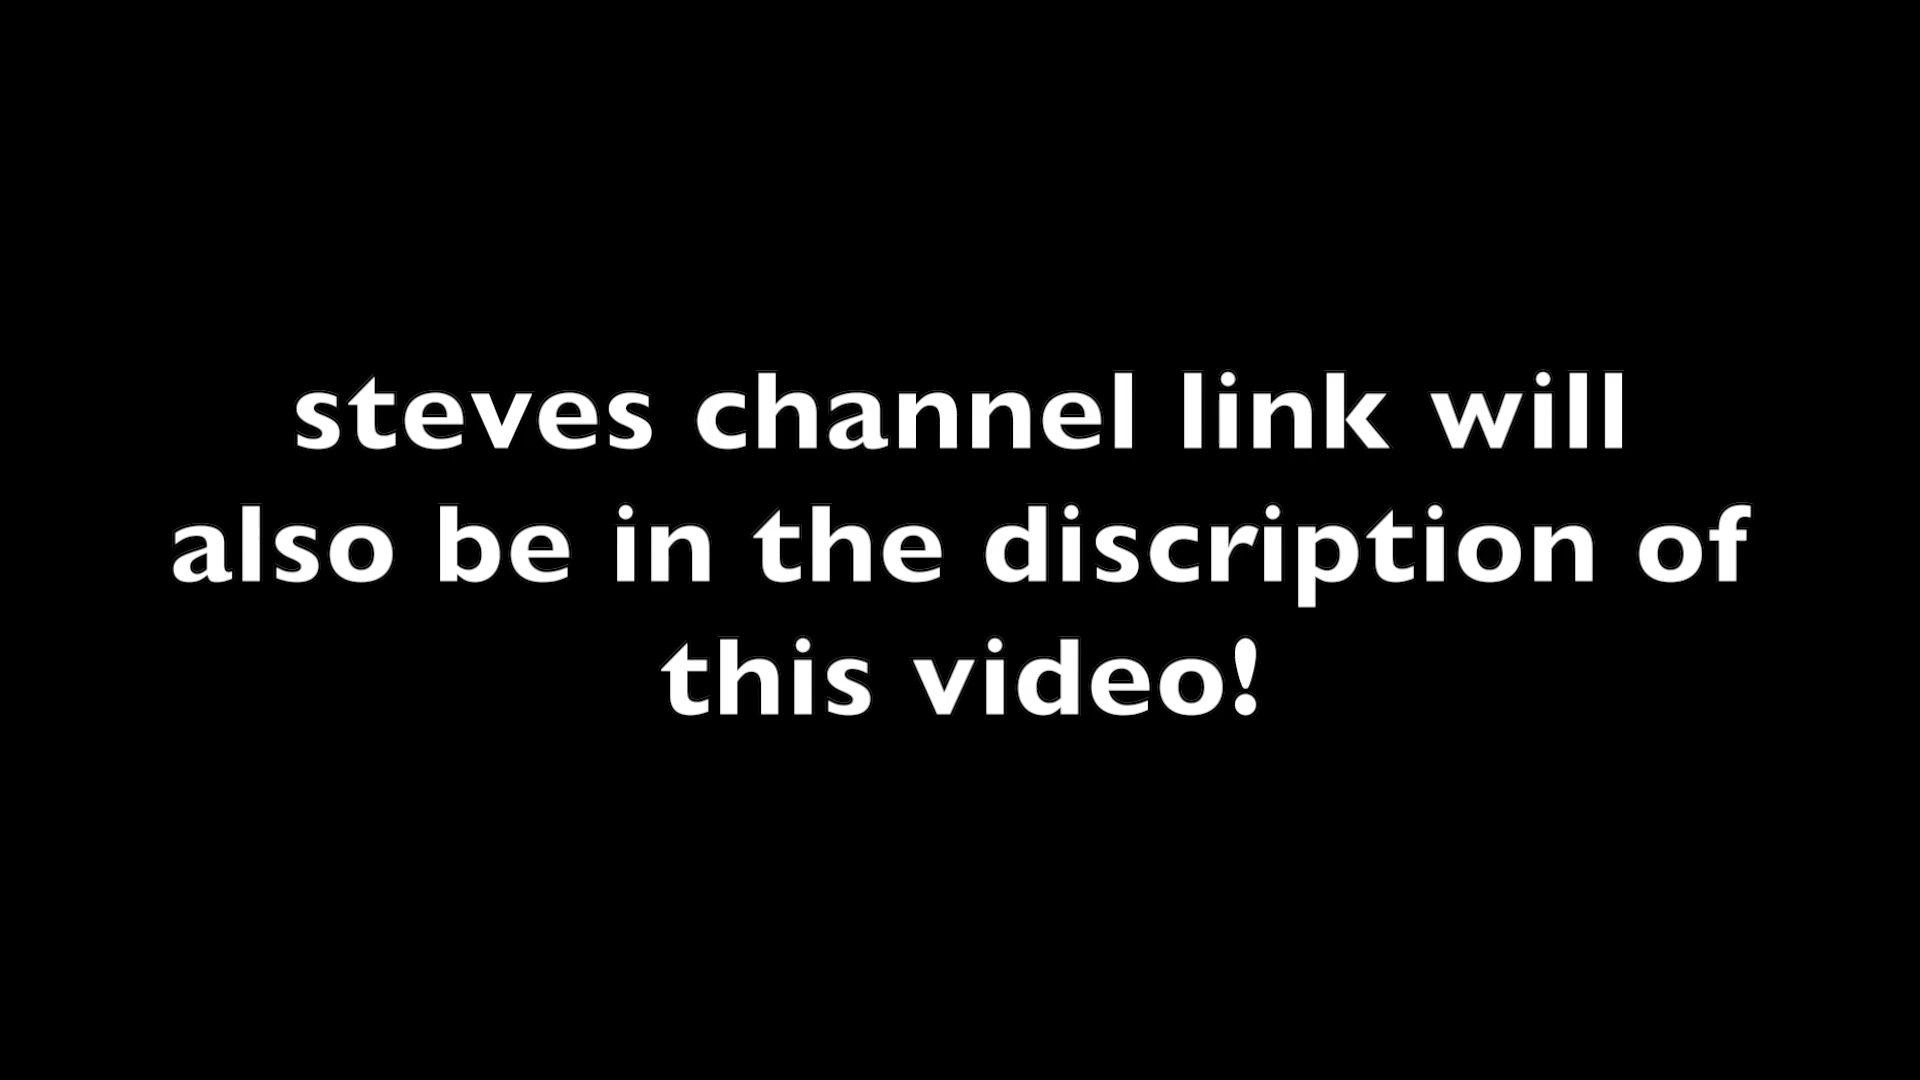 steves channel link will
also be in the discription of
this video!